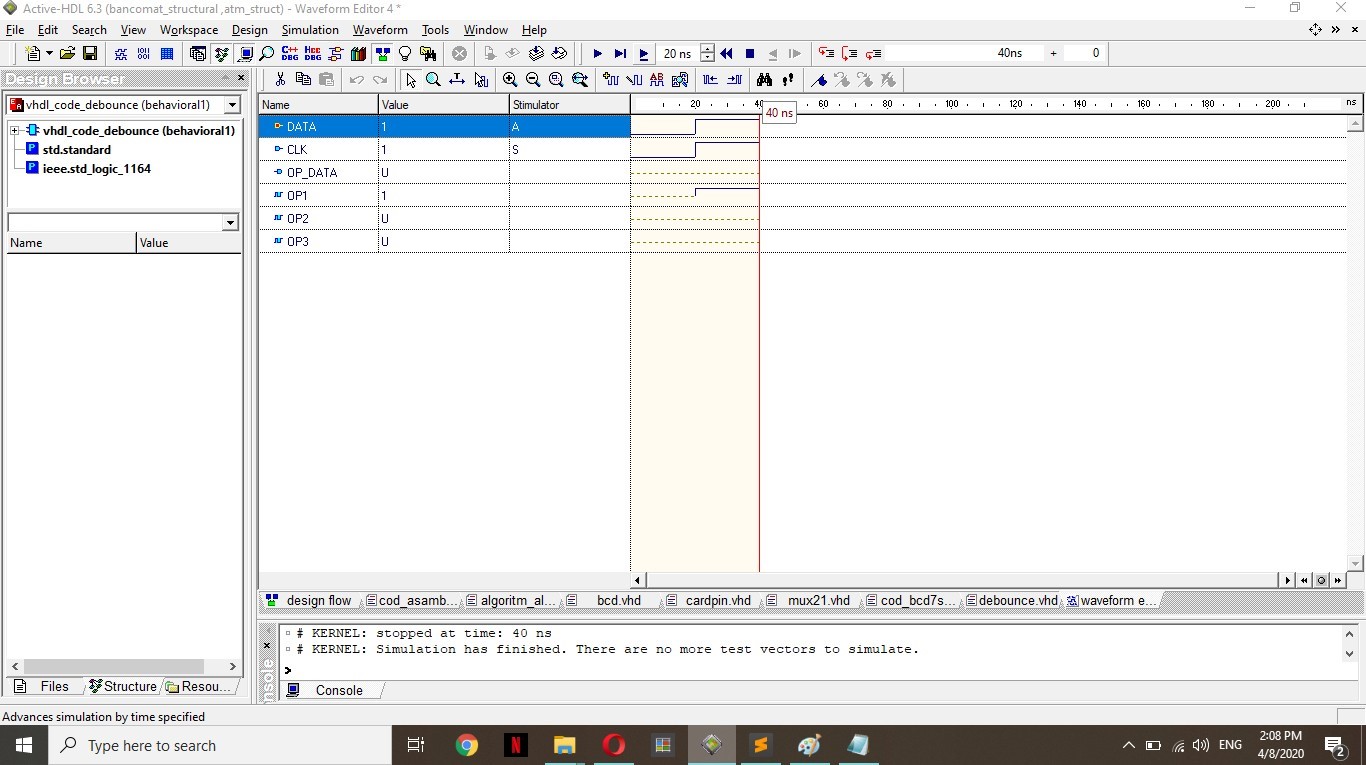 Active-HDL 6.3 (bancomat_structural ,atm_struct) - Waveform Editor 4 *
File Edit Search View Workspace Design Simulation Waveform Tools Window Help
C++ DBG HDL DBG 20 ns 40ns + 0
Design Browser
vhdl_code_debounce (behavioral1)
vhdl_code_debounce (behavioral1)
std.standard
ieee.std_logic_1164
Name Value
Name Value Stimulator 20 40 60 80 100 120 140 160 180 200 ns
40 ns
DATA 1 A
CLK 1 S
OP_DATA U
OP1 1
OP2 U
OP3 U
design flow cod_asamb... algoritm_al... bcd.vhd cardpin.vhd mux21.vhd cod_bcd7s... debounce.vhd waveform e...
# KERNEL: stopped at time: 40 ns
# KERNEL: Simulation has finished. There are no more test vectors to simulate.
>
Console
Files Structure Resou...
Advances simulation by time specified
Type here to search
ENG 2:08 PM
4/8/2020
2